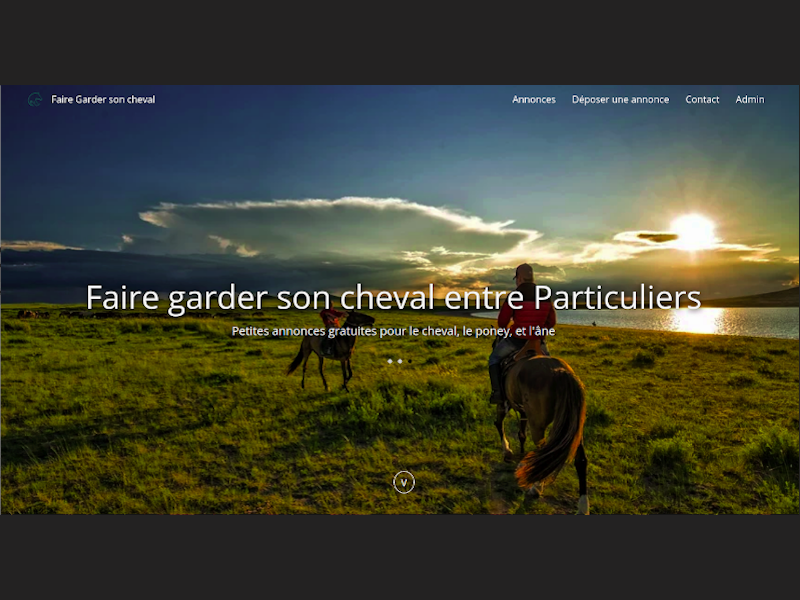 Faire Garder son cheval
Annonces Déposer une annonce Contact Admin
Faire garder son cheval entre Particuliers
Petites annonces gratuites pour le cheval, le poney, et l'âne
v